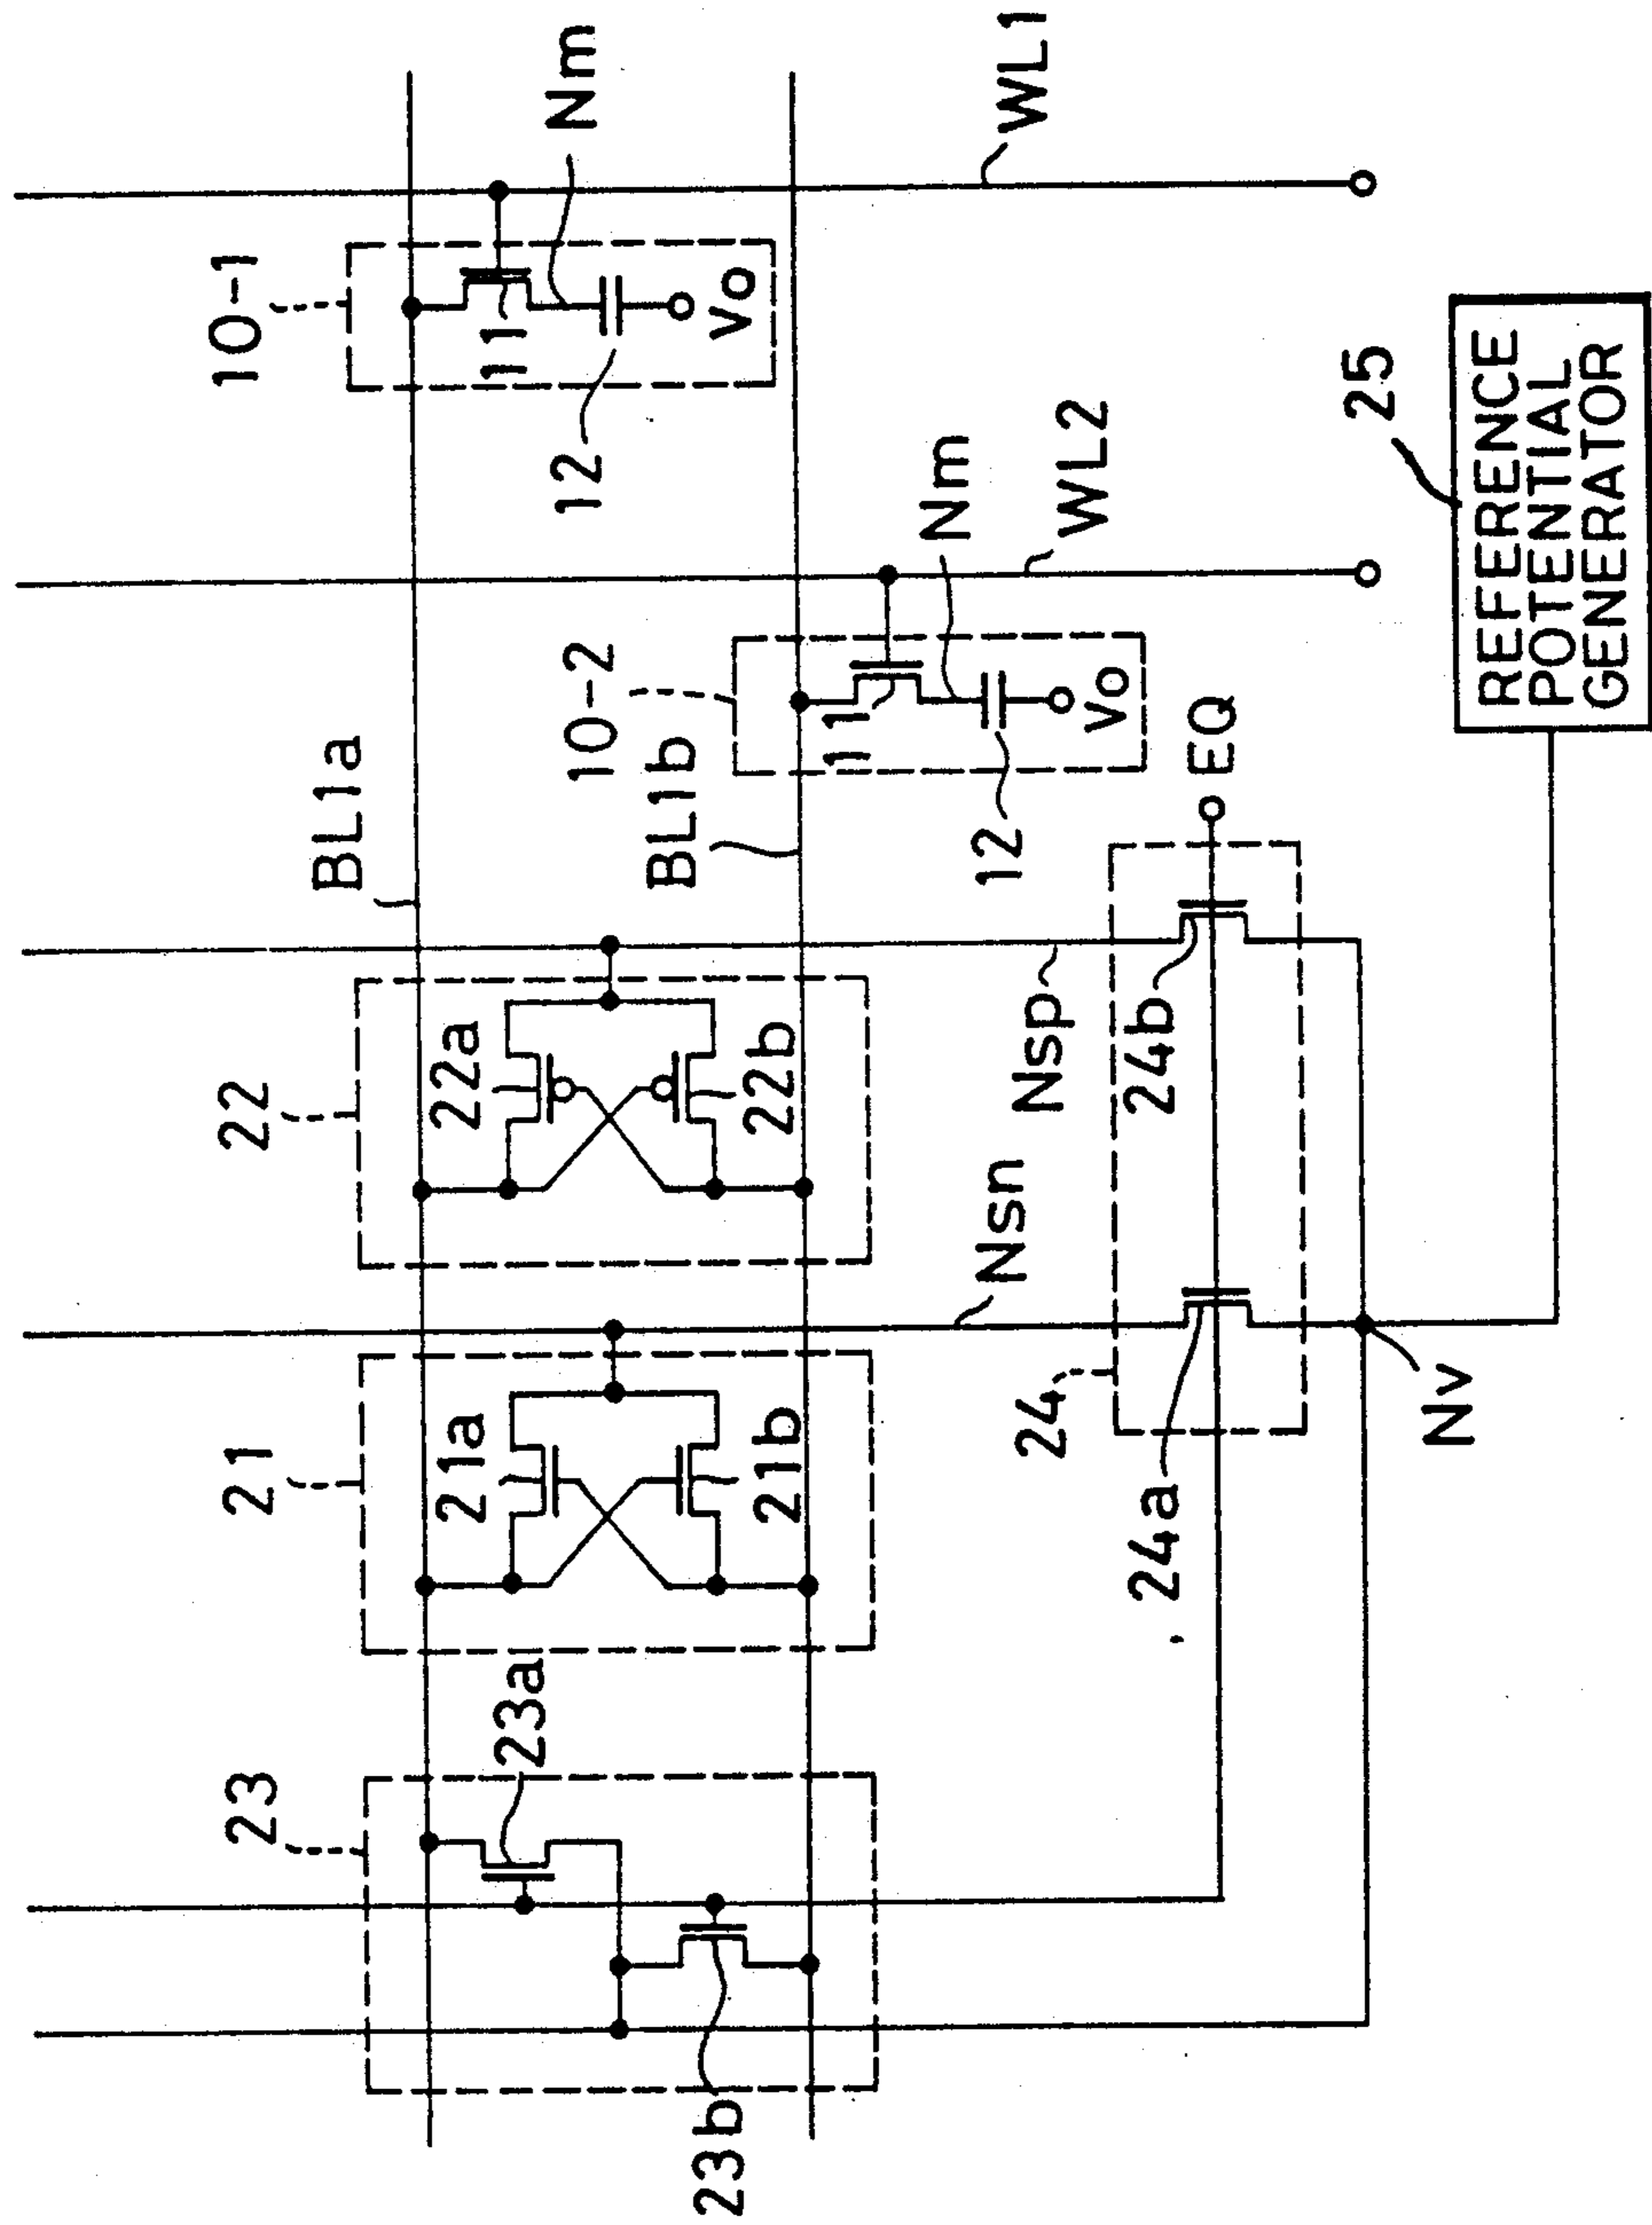 23
21
22
10-1
BL1a
23a
21a
22a
11
12
Nm
10-2
BL1b
23b
21b
22b
Vo
11
Nm
Nsn
12
WL1
24
Nsp
WL2
Vo
24a
24b
EQ
25
Nv
REFERENCE
POTENTIAL
GENERATOR